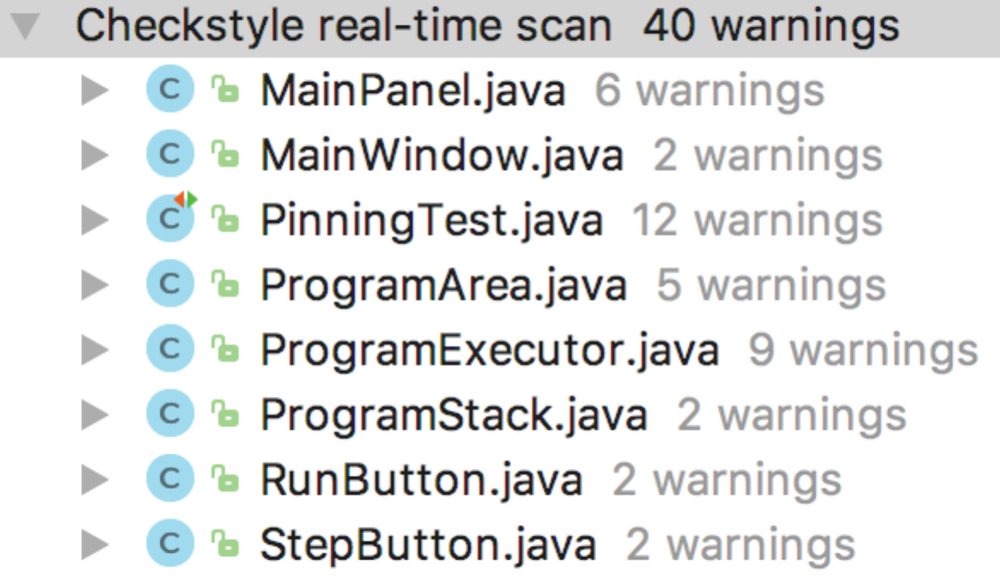 Checkstyle real-time scan 40 warnings
C MainPanel.java 6 warnings
C MainWindow.java 2 warnings
C PinningTest.java 12 warnings
C ProgramArea.java 5 warnings
C ProgramExecutor.java 9 warnings
C ProgramStack.java 2 warnings
C RunButton.java 2 warnings
C StepButton.java 2 warnings